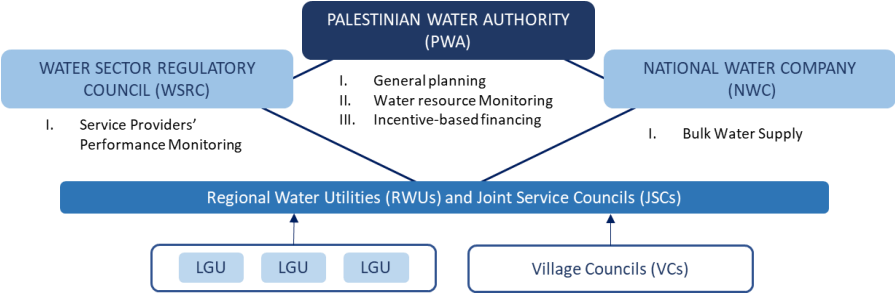 PALESTINIAN WATER AUTHORITY
(PWA)
WATER SECTOR REGULATORY
COUNCIL (WSRC)
I. Service Providers'
Performance Monitoring
I. General planning
II. Water resource Monitoring
III. Incentive-based financing
NATIONAL WATER COMPANY
(NWC)
I. Bulk Water Supply
Regional Water Utilities (RWUs) and Joint Service Councils (JSCs)
LGU LGU LGU
Village Councils (VCs)